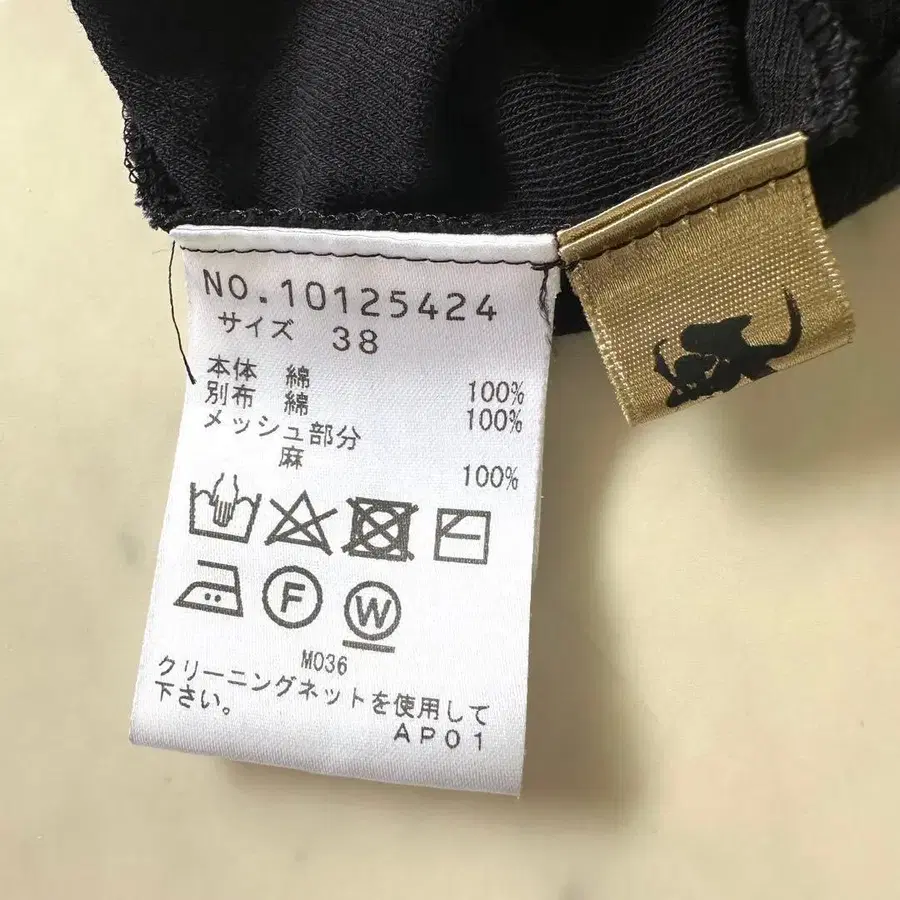 NO.10125424
サイズ 38
本体 綿 100%
別布 綿 100%
メッシュ部分
麻 100%
F W
M036
クリーニングネットを使用して
下さい。
AP01